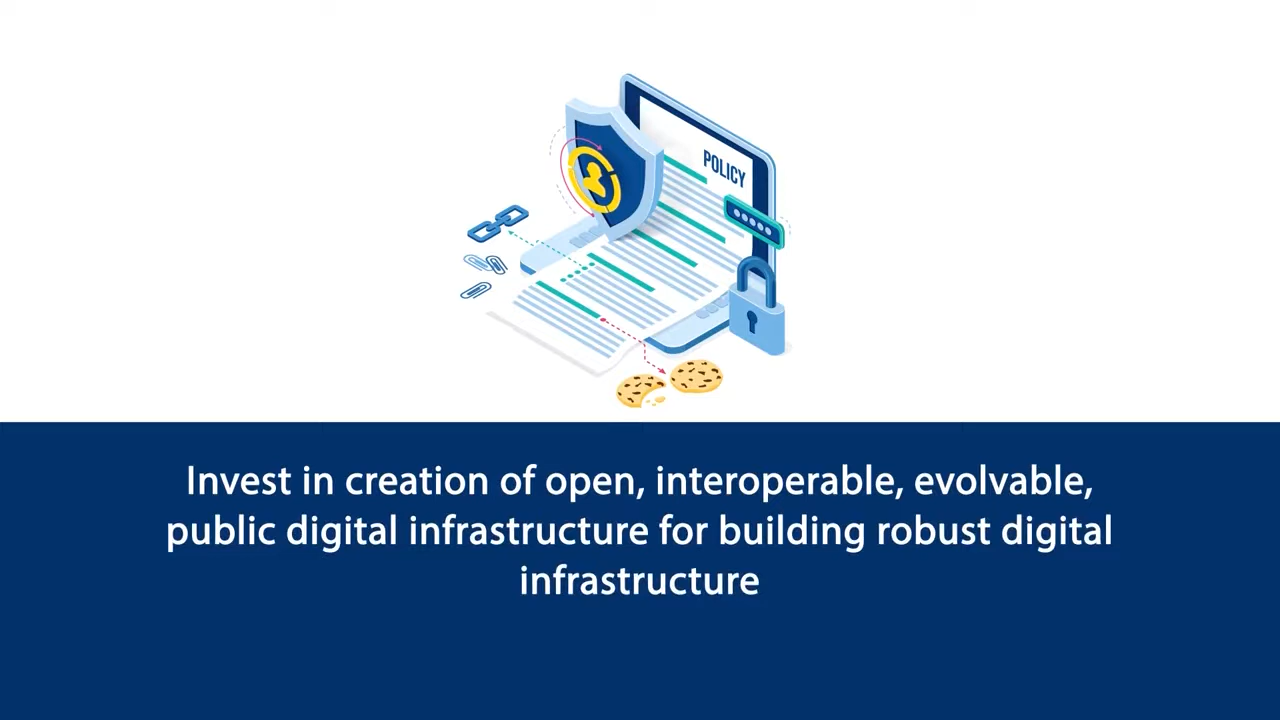 POLICY
Invest in creation of open, interoperable, evolvable,
public digital infrastructure for building robust digital
infrastructure